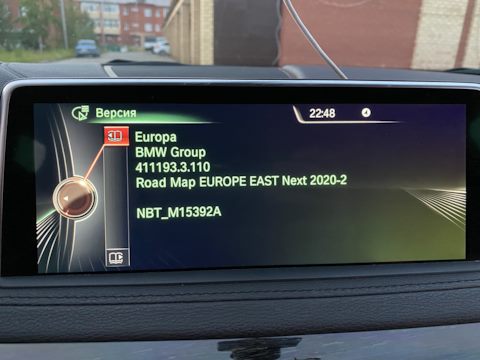 Версия
22:48
Europa
BMW Group
411193.3.110
Road Map EUROPE EAST Next 2020-2
NBT_M15392A